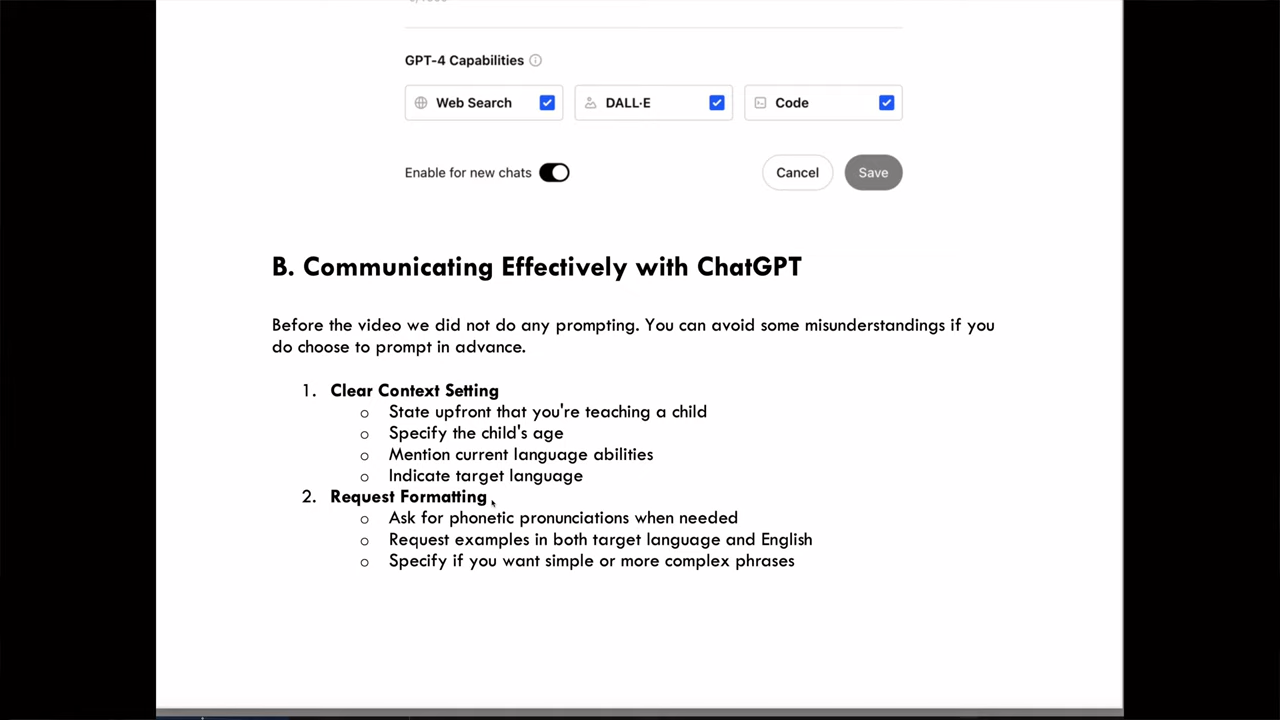 GPT-4 Capabilities
Web Search
DALL·E
Code
Enable for new chats
Cancel
Save
B. Communicating Effectively with ChatGPT
Before the video we did not do any prompting. You can avoid some misunderstandings if you
do choose to prompt in advance.
1. Clear Context Setting
o State upfront that you're teaching a child
o Specify the child's age
o Mention current language abilities
o Indicate target language
2. Request Formatting
o Ask for phonetic pronunciations when needed
o Request examples in both target language and English
o Specify if you want simple or more complex phrases